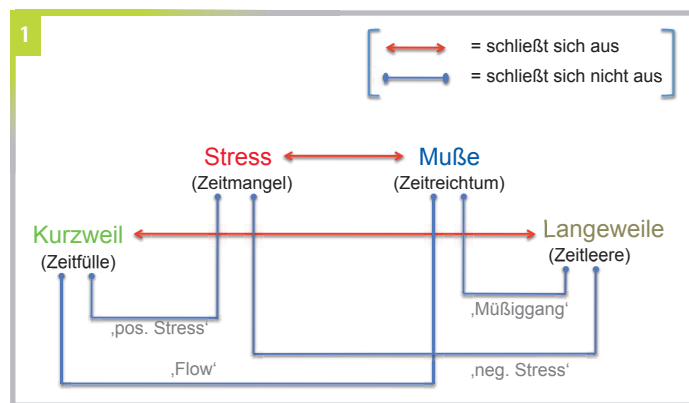 1
= schließt sich aus
= schließt sich nicht aus
Stress
(Zeitmangel)
Muße
(Zeitreichtum)
Kurzweil
(Zeitfülle)
Langeweile
(Zeitleere)
‚Müßiggang‘
‚pos. Stress‘
‚Flow‘
‚neg. Stress‘